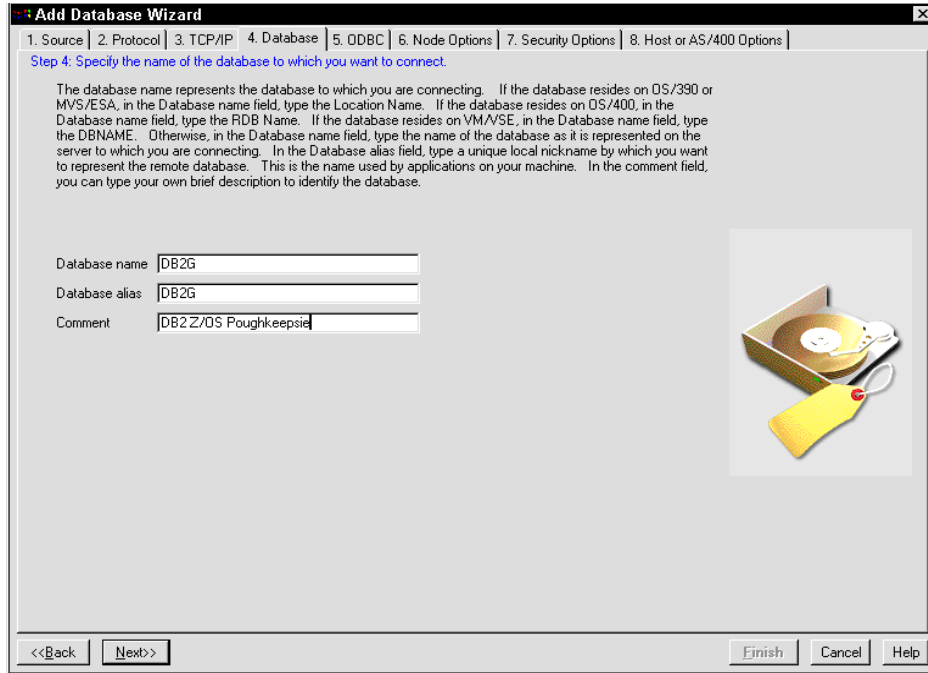 Add Database Wizard
1. Source 2. Protocol 3. TCP/IP 4. Database 5. ODBC 6. Node Options 7. Security Options 8. Host or AS/400 Options
Step 4: Specify the name of the database to which you want to connect.
The database name represents the database to which you are connecting. If the database resides on OS/390 or
MVS/ESA, in the Database name field, type the Location Name. If the database resides on OS/400, in the
Database name field, type the RDB Name. If the database resides on VM/VSE, in the Database name field, type
the DBNAME. Otherwise, in the Database name field, type the name of the database as it is represented on the
server to which you are connecting. In the Database alias field, type a unique local nickname by which you want
to represent the remote database. This is the name used by applications on your machine. In the comment field,
you can type your own brief description to identify the database.
Database name DB2G
Database alias DB2G
Comment DB2 Z/OS Poughkeepsie
<<Back Next>> Finish Cancel Help